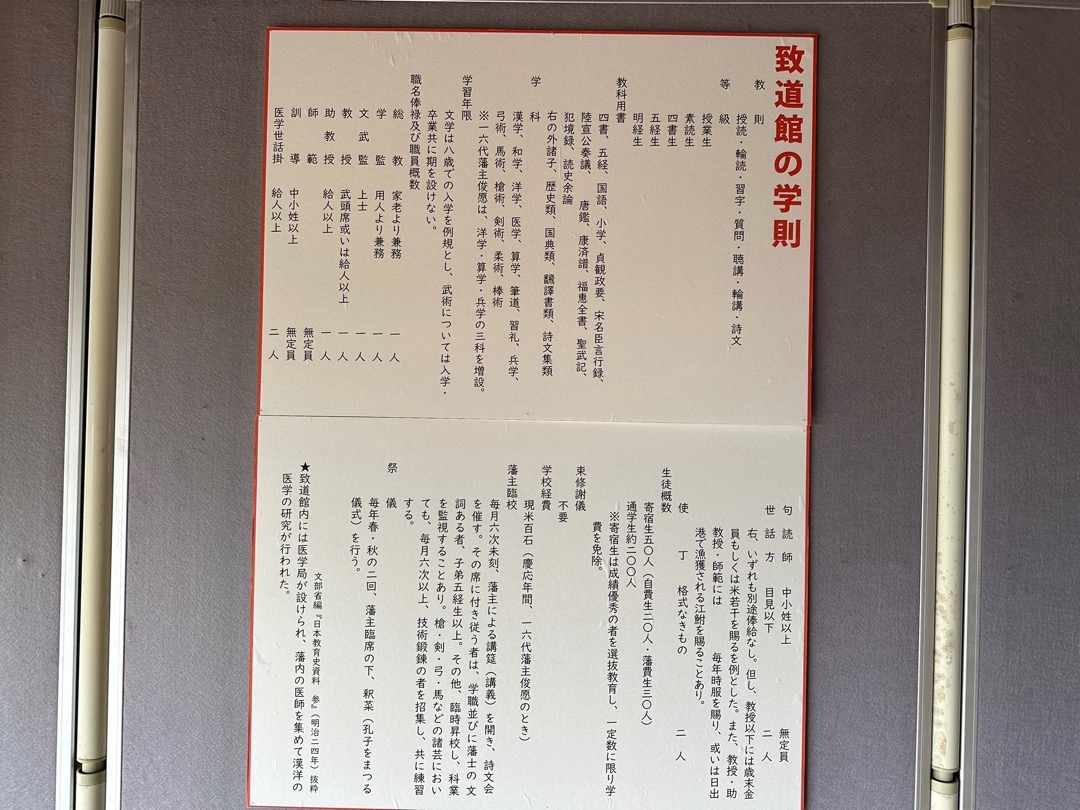 致道館の学則
教則
授読・輪読・習字・質問・聴講・輪講・詩文
等級
授業生
素読生
四書生
五経生
明経生
教科用書
四書、五経、国語、小学、貞観政要、宋名臣言行録、
陸宣公奏議、唐鑑、康済譜、福恵全書、聖武記、
犯境録、読史余論
右の外諸子、歴史類、国典類、飜譯書類、詩文集類
学科
漢学、和学、洋学、医学、算学、筆道、習礼、兵学、
弓術、馬術、槍術、剣術、柔術、棒術
※一六代藩主俊愿は、洋学・算学・兵学の三科を増設。
学習年限
文学は八歳での入学を例規とし、武術については入学・
卒業共に期を設けない。
職名俸禄及び職員概数
総教 家老より兼務 一人
学監 用人より兼務 一人
文武監 上士 一人
教授 武頭席或いは給人以上 一人
助教授 給人以上 一人
師範 無定員
訓導 中小姓以上 無定員
医学世話掛 給人以上 二人
句読師 中小姓以上 無定員
世話方 目見以下 二人
右、いずれも別途俸給なし。但し、教授以下には歳末金
員もしくは米若干を賜るを例とした。また、教授・助
教授・師範には 毎年時服を賜り、或いは日出
港で漁獲される江鮒を賜ることあり。
使丁 格式なきもの 二人
生徒概数
寄宿生五〇人（自費生二〇人・藩費生三〇人）
通学生約二〇〇人
※寄宿生は成績優秀の者を選抜教育し、一定数に限り学
費を免除。
束修謝儀
不要
学校経費
現米百石（慶応年間、一六代藩主俊愿のとき）
藩主臨校
毎月六次未刻、藩主による講筵（講義）を開き、詩文会
を催す。その席に付き従う者は、学職並びに藩士の文
詞ある者、子弟五経生以上。その他、臨時昇校し、科業
を監視することあり。槍・剣・弓・馬などの諸芸におい
ても、毎月六次以上、技術鍛錬の者を招集し、共に練習
する。
祭儀
毎年春・秋の二回、藩主臨席の下、釈菜（孔子をまつる
儀式）を行う。
文部省編『日本教育史資料 参』（明治二四年）抜粋
★致道館内には医学局が設けられ、藩内の医師を集めて漢洋の
医学の研究が行われた。